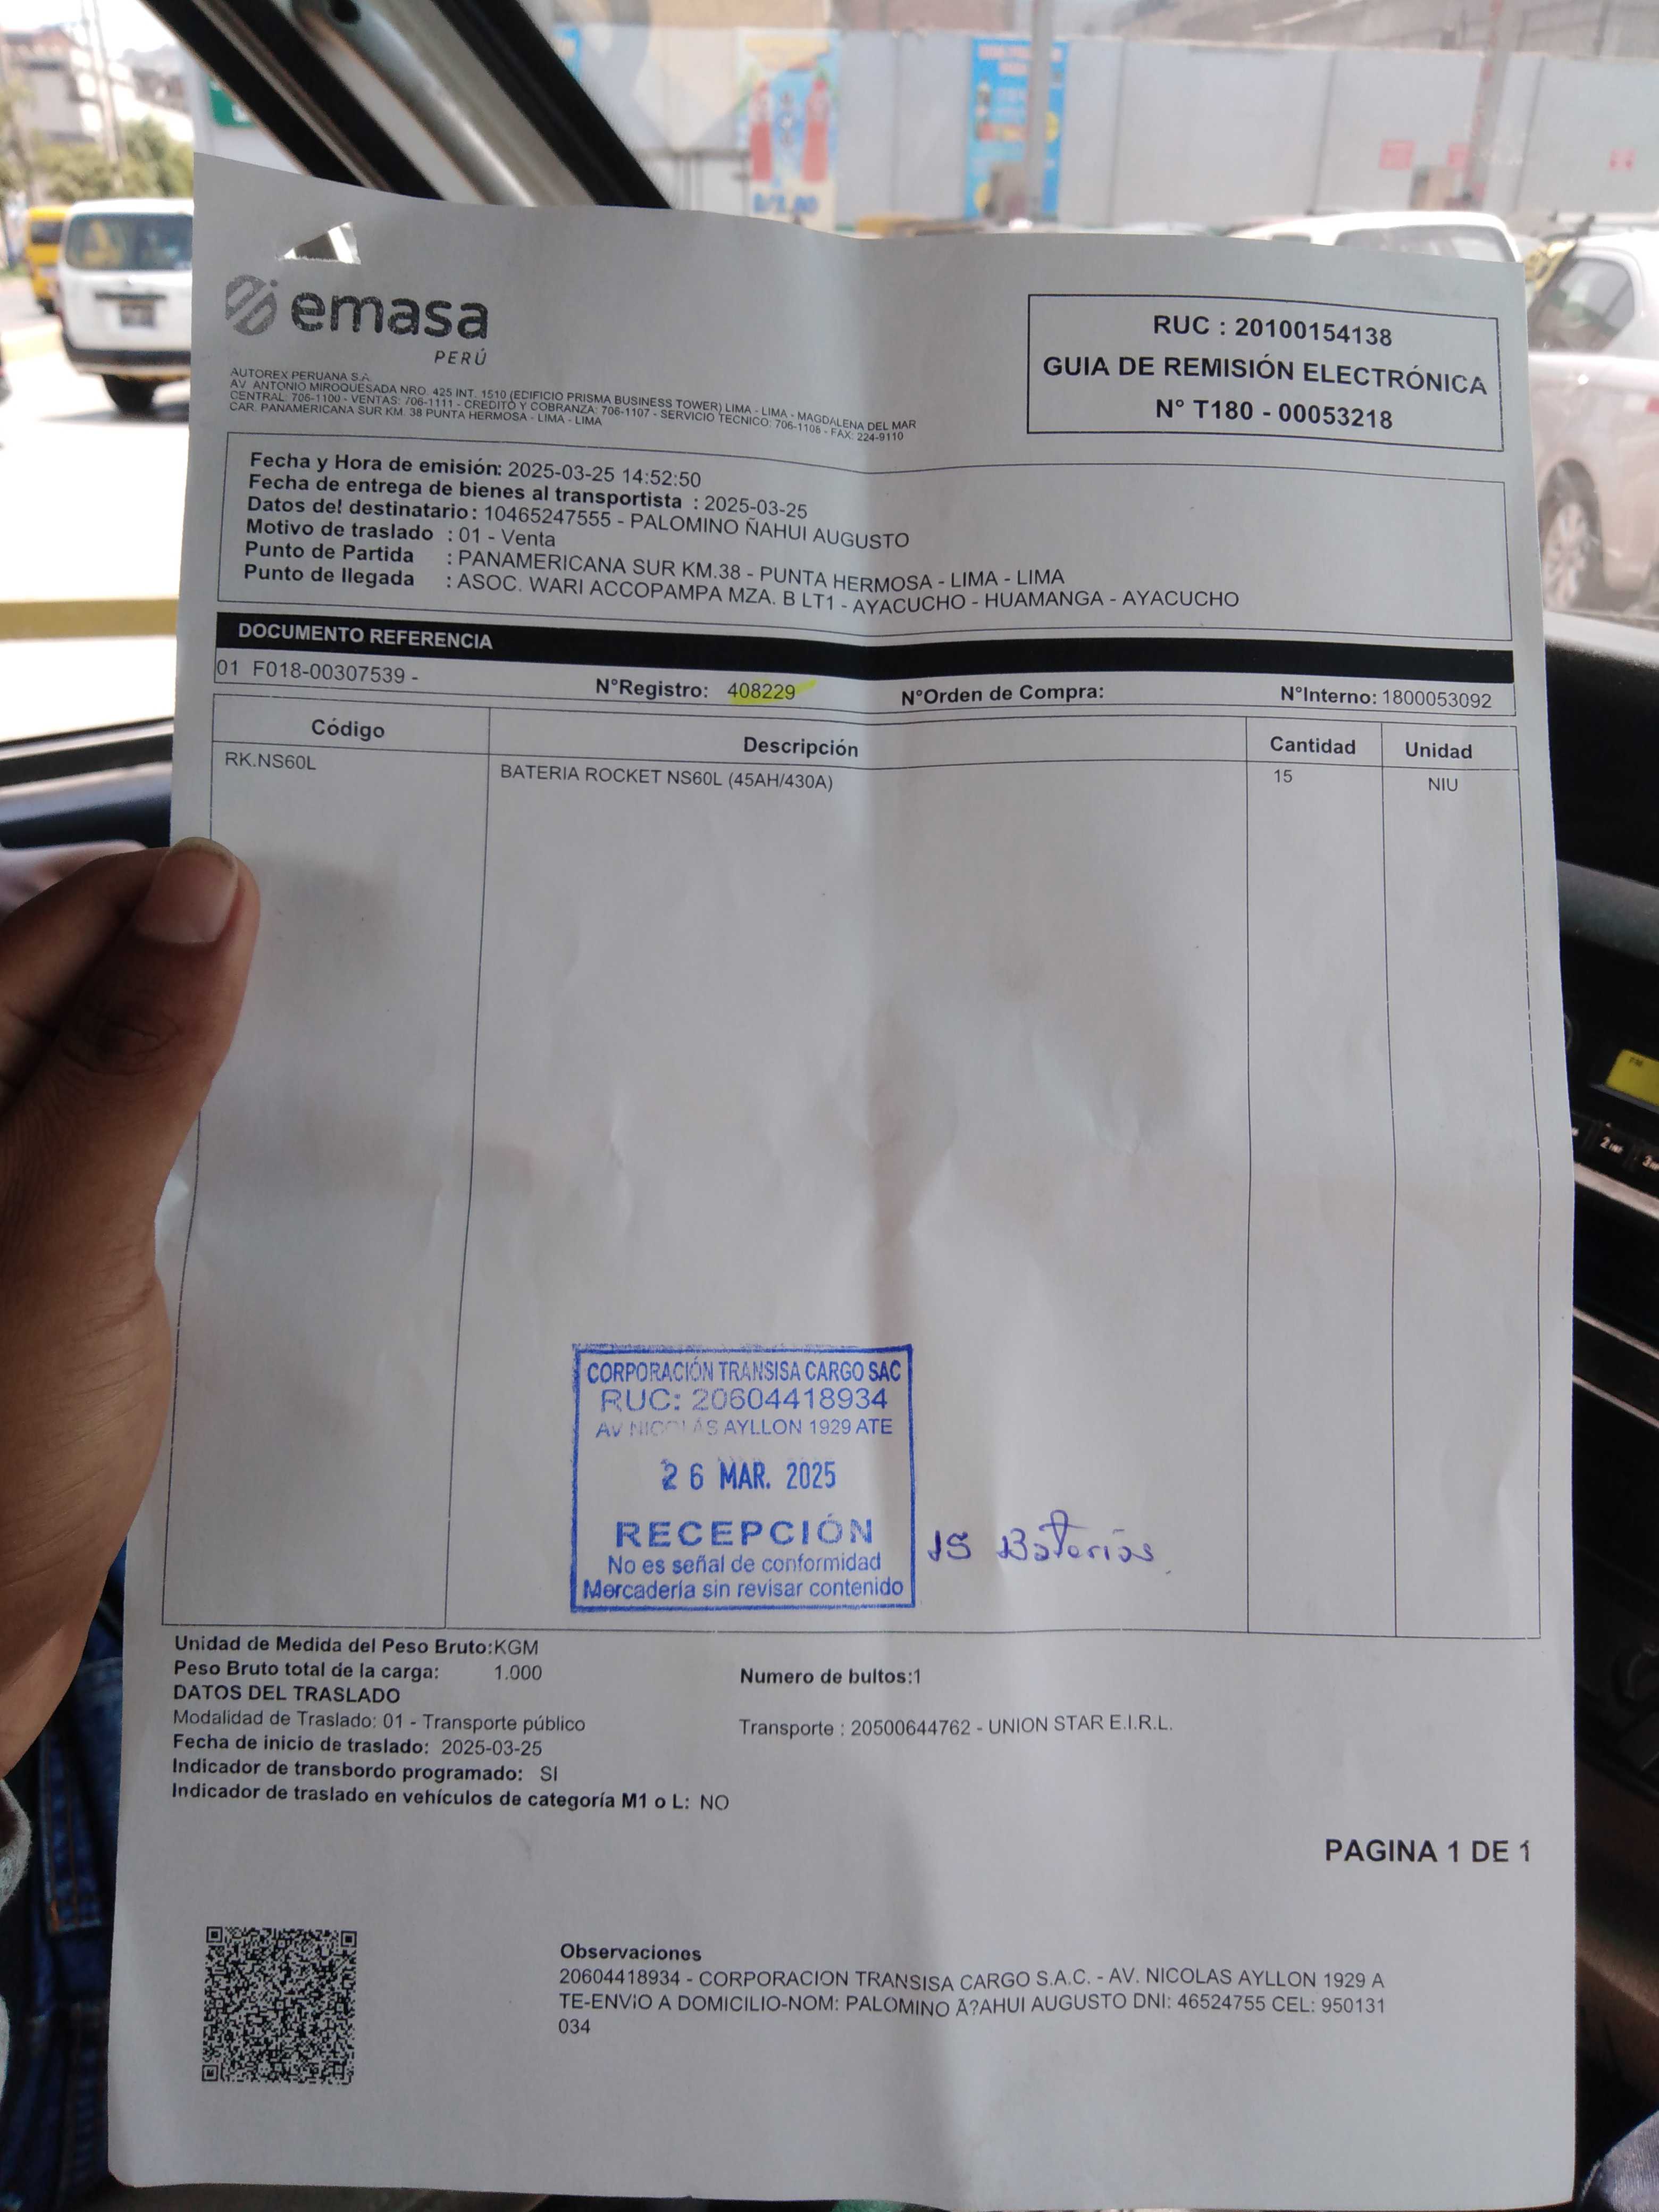 emasa
PERÚ
AUTOREX PERUANA S.A.
AV. ANTONIO MIROQUESADA NRO. 425 INT. 1510 (EDIFICIO PRISMA BUSINESS TOWER) LIMA - LIMA - MAGDALENA DEL MAR
CENTRAL: 706-1100 - VENTAS: 706-1111 - CREDITO Y COBRANZA: 706-1107 - SERVICIO TECNICO: 706-1108 - FAX: 224-9110
CAR. PANAMERICANA SUR KM. 38 PUNTA HERMOSA - LIMA - LIMA
RUC : 20100154138
GUIA DE REMISIÓN ELECTRÓNICA
N° T180 - 00053218
Fecha y Hora de emisión: 2025-03-25 14:52:50
Fecha de entrega de bienes al transportista : 2025-03-25
Datos del destinatario : 10465247555 - PALOMINO ÑAHUI AUGUSTO
Motivo de traslado : 01 - Venta
Punto de Partida : PANAMERICANA SUR KM.38 - PUNTA HERMOSA - LIMA - LIMA
Punto de llegada : ASOC. WARI ACCOPAMPA MZA. B LT1 - AYACUCHO - HUAMANGA - AYACUCHO
DOCUMENTO REFERENCIA
01 F018-00307539 - N°Registro: 408229 N°Orden de Compra: N°Interno: 1800053092
Código Descripción Cantidad Unidad
RK.NS60L BATERIA ROCKET NS60L (45AH/430A) 15 NIU
CORPORACIÓN TRANSISA CARGO SAC
RUC: 20604418934
AV NICOLÁS AYLLON 1929 ATE
26 MAR. 2025
RECEPCIÓN
No es señal de conformidad
Mercadería sin revisar contenido
15 Baterias
Unidad de Medida del Peso Bruto:KGM
Peso Bruto total de la carga: 1.000 Numero de bultos:1
DATOS DEL TRASLADO
Modalidad de Traslado: 01 - Transporte público Transporte : 20500644762 - UNION STAR E.I.R.L.
Fecha de inicio de traslado: 2025-03-25
Indicador de transbordo programado: SI
Indicador de traslado en vehículos de categoría M1 o L: NO
PAGINA 1 DE 1
Observaciones
20604418934 - CORPORACION TRANSISA CARGO S.A.C. - AV. NICOLAS AYLLON 1929 A
TE-ENVIO A DOMICILIO-NOM: PALOMINO Ã?AHUI AUGUSTO DNI: 46524755 CEL: 950131
034